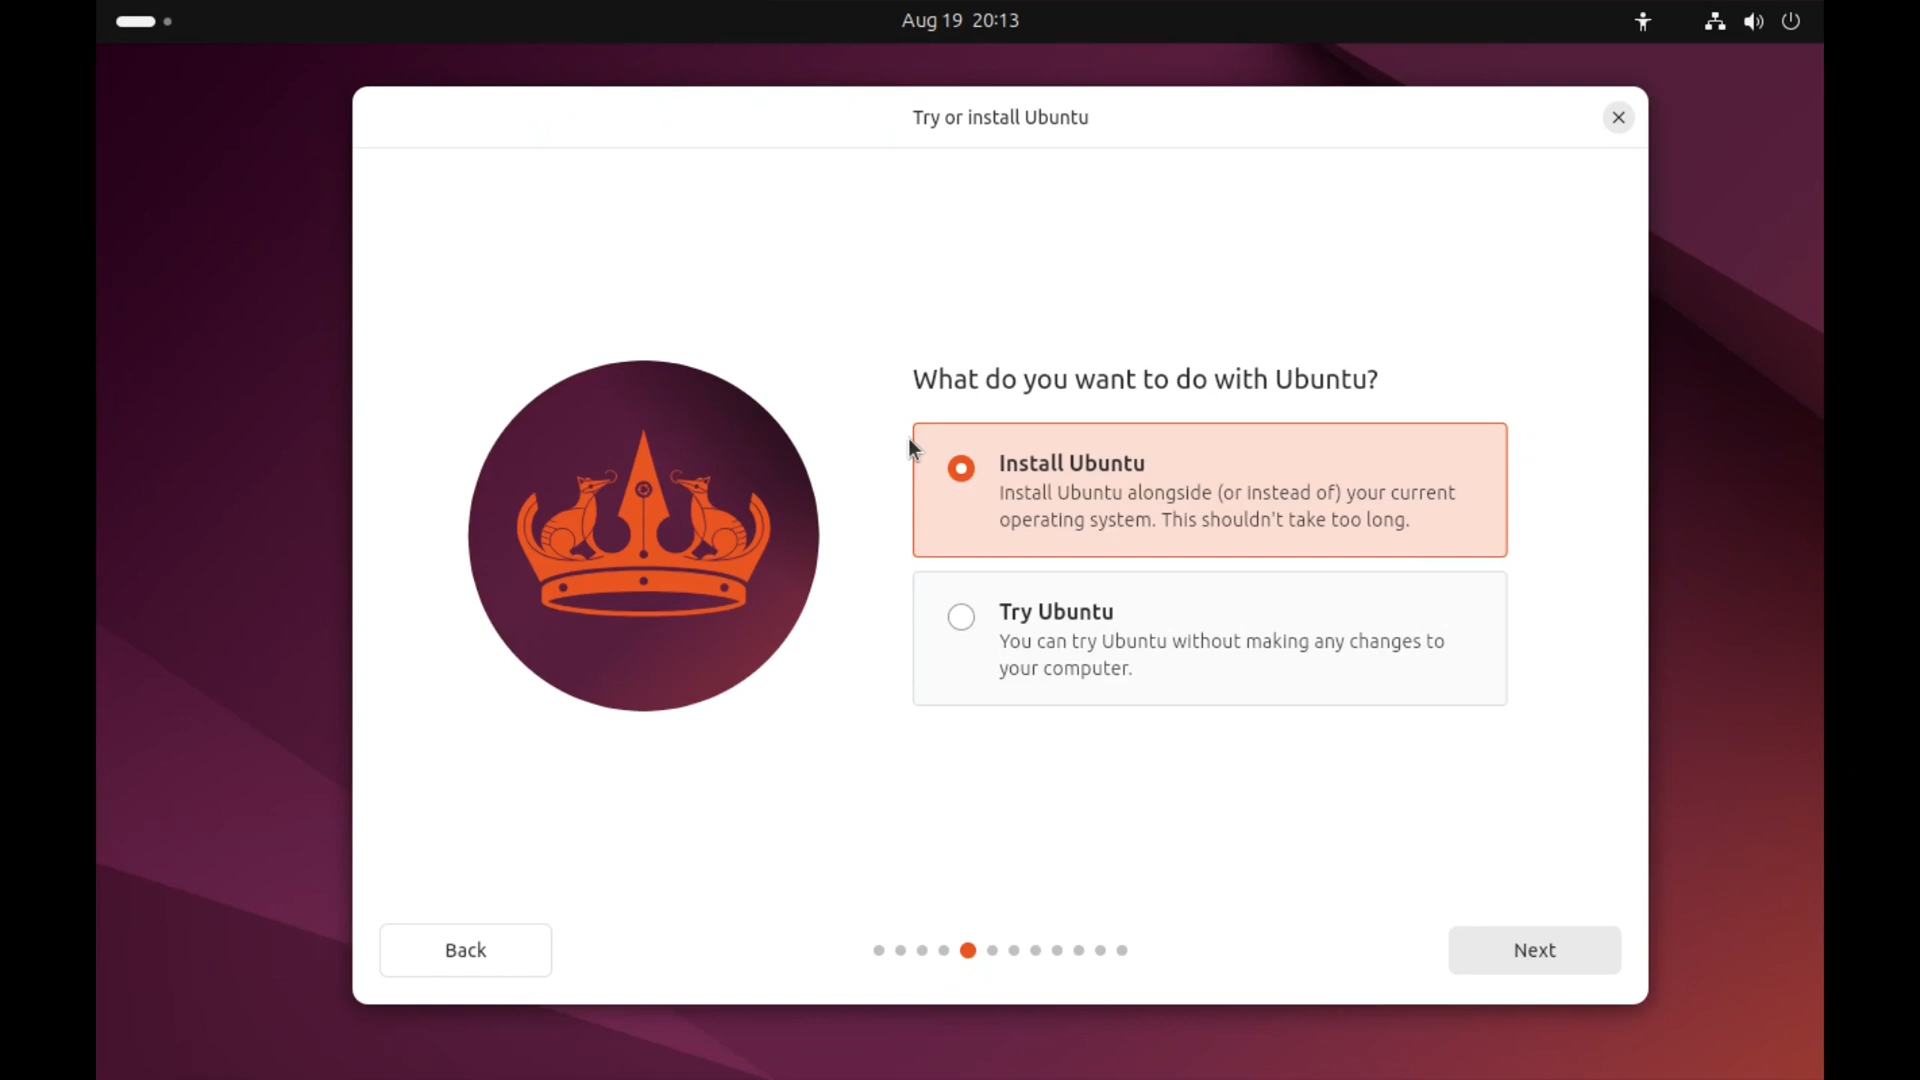 Aug 19 20:13
Try or install Ubuntu
What do you want to do with Ubuntu?
Install Ubuntu
Install Ubuntu alongside (or instead of) your current
operating system. This shouldn't take too long.
Try Ubuntu
You can try Ubuntu without making any changes to
your computer.
Back
Next